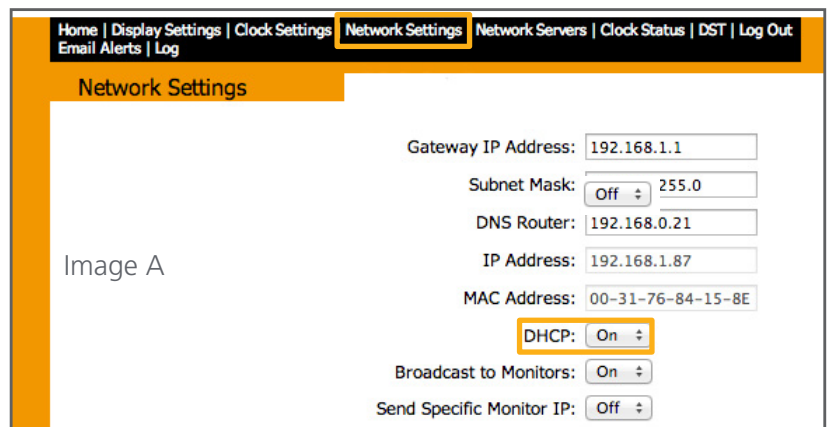 Home | Display Settings | Clock Settings | Network Settings | Network Servers | Clock Status | DST | Log Out
Email Alerts | Log
Network Settings
Gateway IP Address: 192.168.1.1
Subnet Mask: Off 255.0
DNS Router: 192.168.0.21
Image A
IP Address: 192.168.1.87
MAC Address: 00-31-76-84-15-8E
DHCP: On
Broadcast to Monitors: On
Send Specific Monitor IP: Off